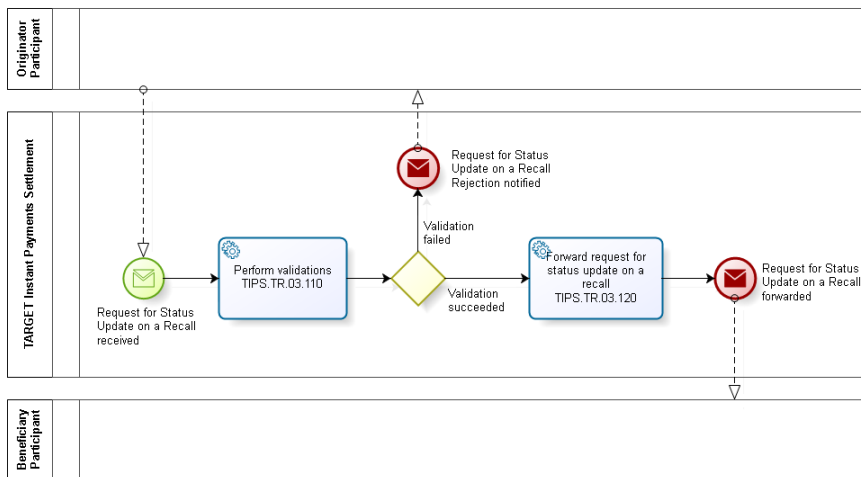 Originator
Participant
TARGET Instant Payments Settlement
Request for Status
Update on a Recall
Rejection notified
Validation
failed
Perform validations
TIPS.TR.03.110
Forward request for
status update on a
recall
TIPS.TR.03.120
Request for Status
Update on a Recall
forwarded
Validation
succeeded
Request for Status
Update on a Recall
received
Beneficiary
Participant